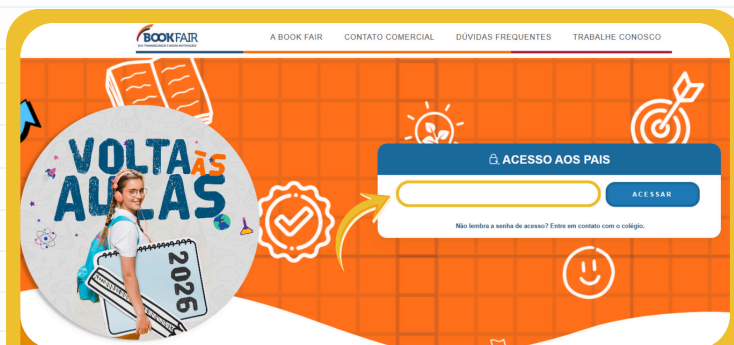 BOOKFAIR
A BOOK FAIR
CONTATO COMERCIAL
DÚVIDAS FREQUENTES
TRABALHE CONOSCO
VOLTA ÀS
AULAS
2026
ACESSO AOS PAIS
ACESSAR
Não lembra a senha de acesso? Entre em contato com o colégio.